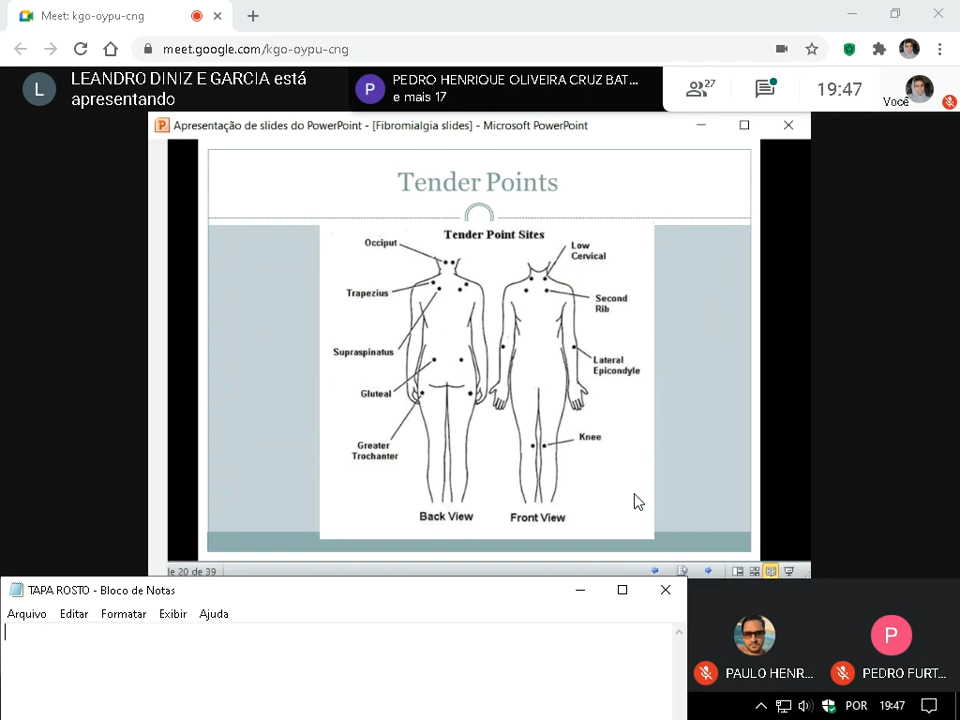 Meet: kgo-oypu-cng
meet.google.com/kgo-oypu-cng
L
LEANDRO DINIZ E GARCIA está
apresentando
P
PEDRO HENRIQUE OLIVEIRA CRUZ BAT...
e mais 17
27
19:47
Você
Apresentação de slides do PowerPoint - [Fibromialgia slides] - Microsoft PowerPoint
Tender Points
Tender Point Sites
Occiput
Low
Cervical
Trapezius
Second
Rib
Supraspinatus
Lateral
Epicondyle
Gluteal
Knee
Greater
Trochanter
Back View
Front View
le 20 de 39
TAPA ROSTO - Bloco de Notas
Arquivo Editar Formatar Exibir Ajuda
P
PAULO HENR...
PEDRO FURT...
POR
19:47